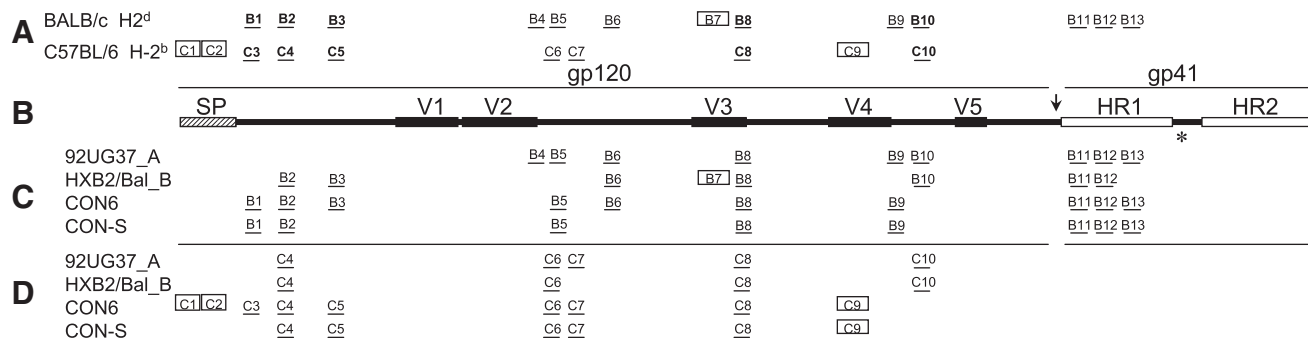 A BALB/c H2d B1 B2 B3 B4 B5 B6 B7 B8 B9 B10 B11 B12 B13
C57BL/6 H-2b C1 C2 C3 C4 C5 C6 C7 C8 C9 C10
gp120 gp41
B SP V1 V2 V3 V4 V5 HR1 HR2
*
92UG37_A B4 B5 B6 B8 B9 B10 B11 B12 B13
HXB2/Bal_B B2 B3 B6 B7 B8 B10 B11 B12
C CON6 B1 B2 B3 B5 B6 B8 B9 B11 B12 B13
CON-S B1 B2 B5 B8 B9 B11 B12 B13
92UG37_A C4 C6 C7 C8 C10
HXB2/Bal_B C4 C6 C8 C10
D CON6 C1 C2 C3 C4 C5 C6 C7 C8 C9
CON-S C4 C5 C6 C7 C8 C9